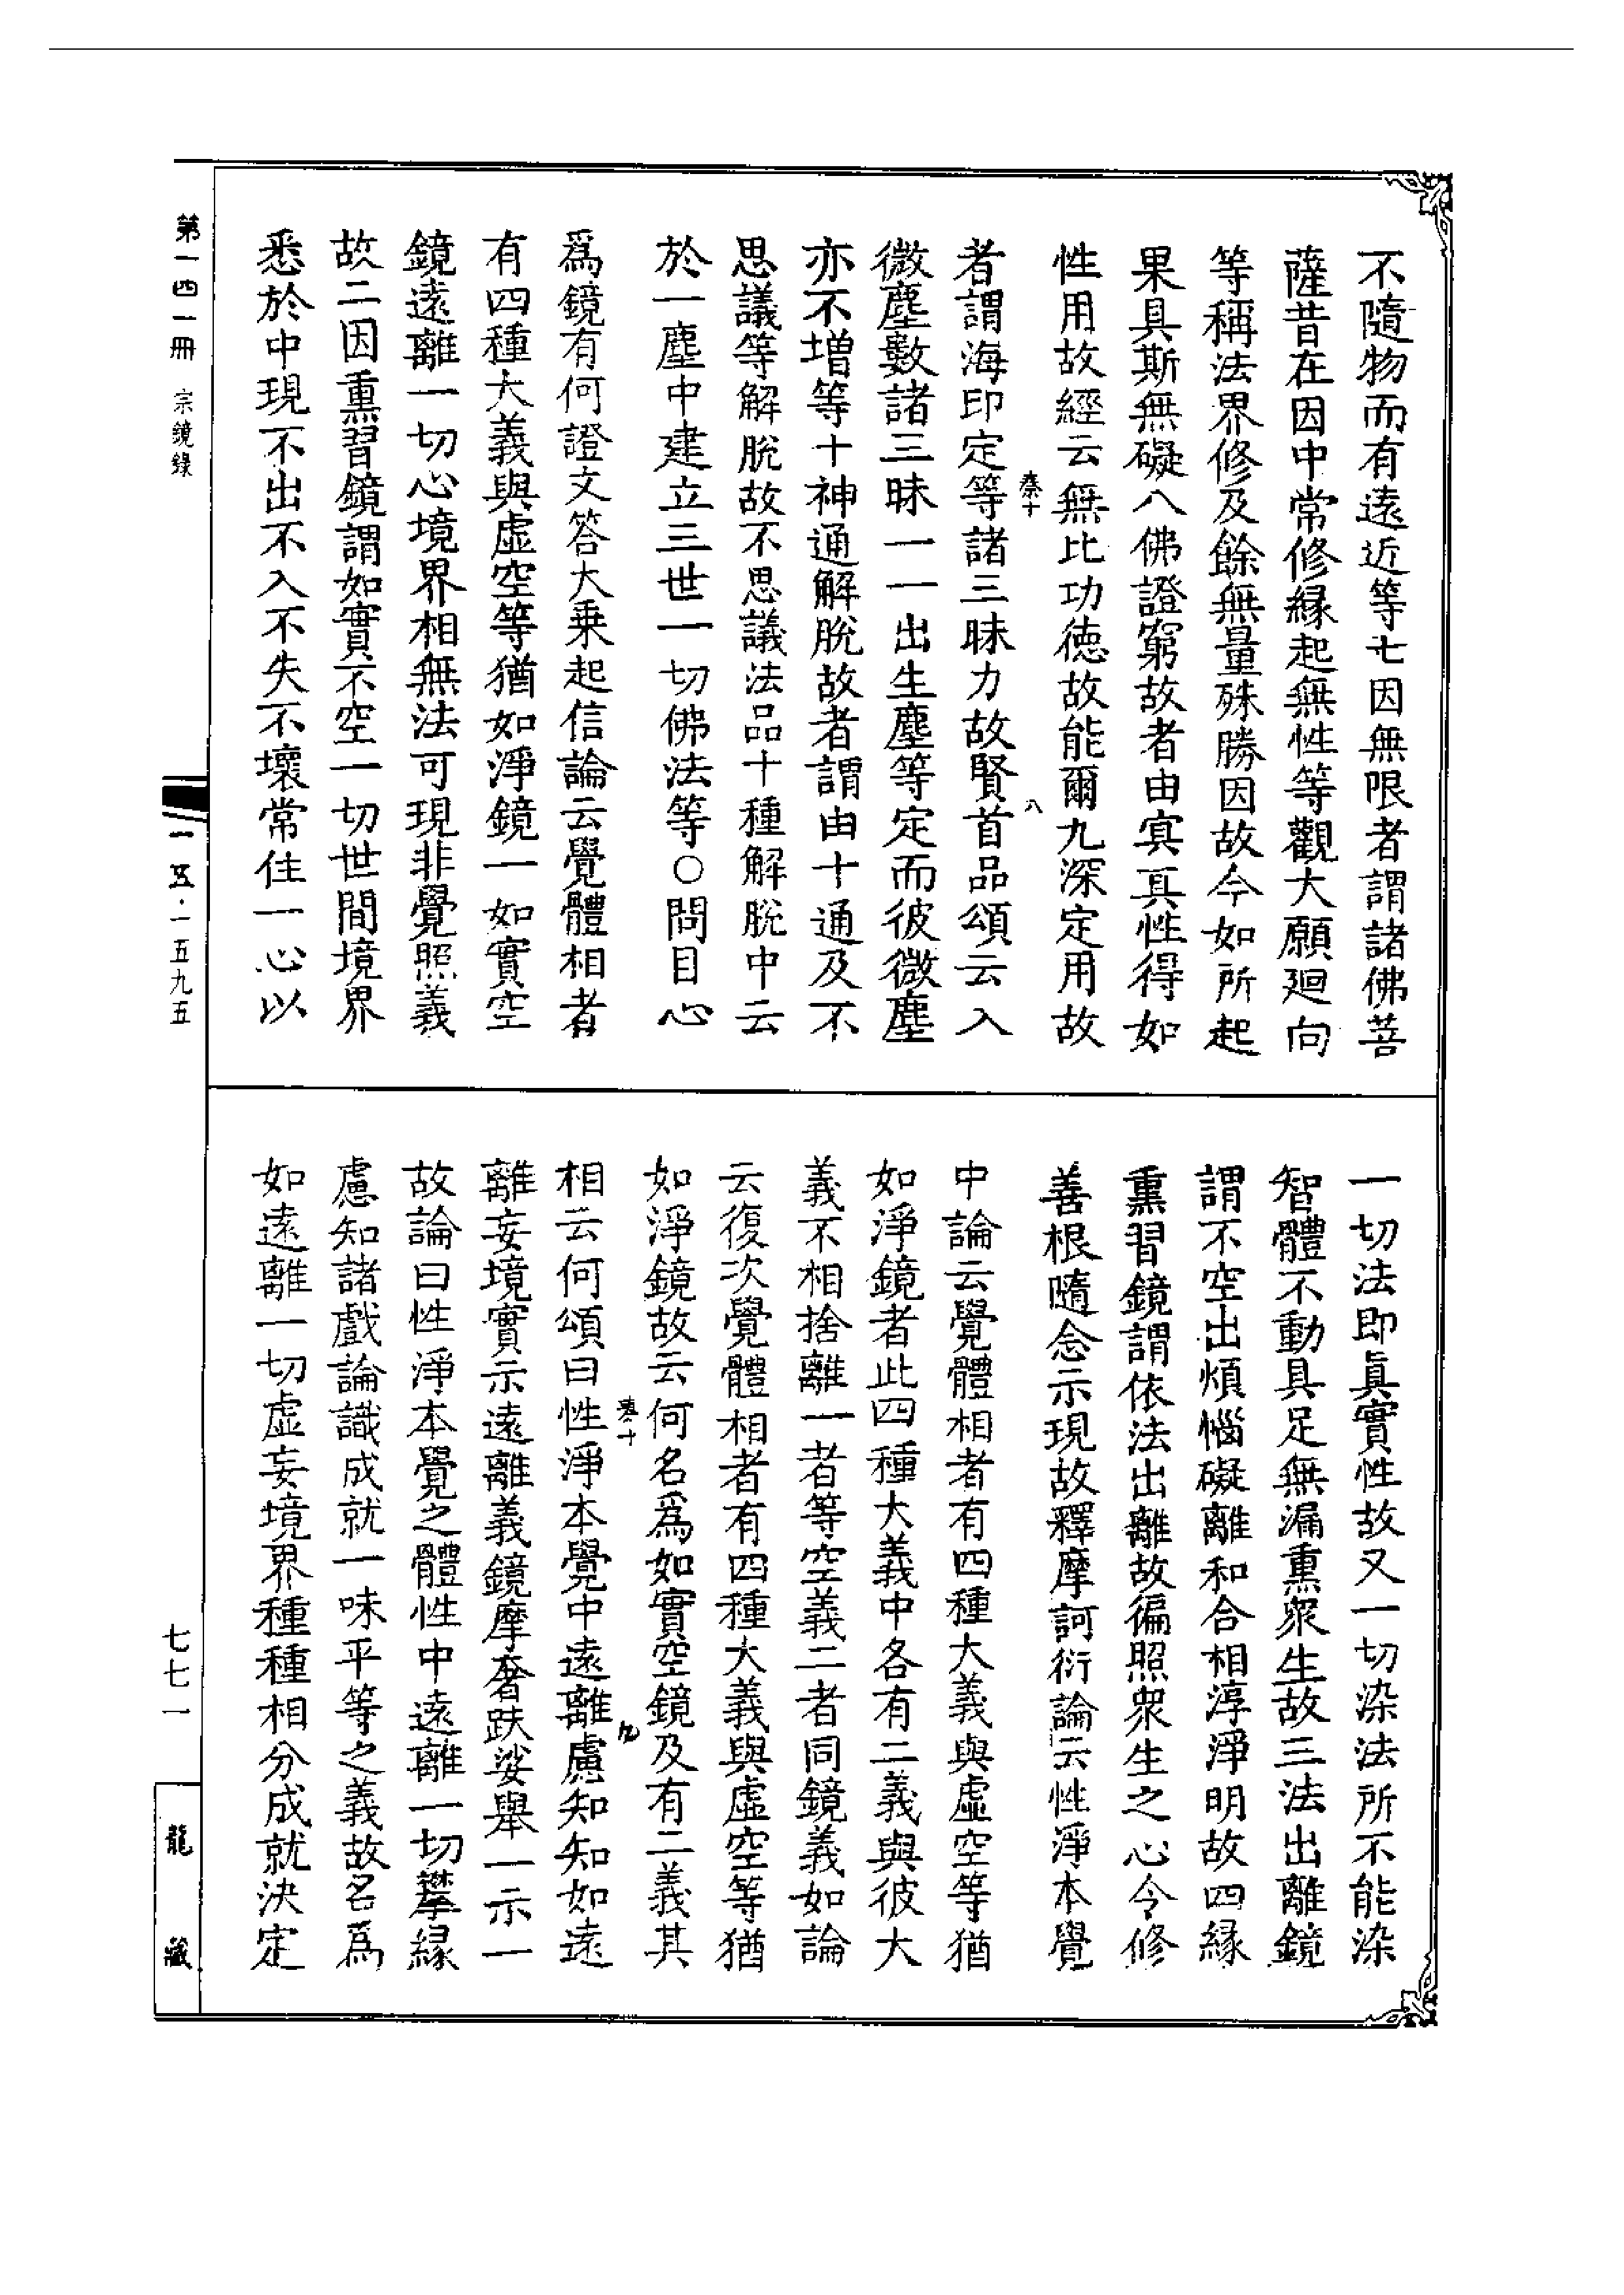 不隨物而有遠近等七因無限者謂諸佛菩
薩昔在因中常修緣起無性等觀大願迴向
等稱法界修及餘無量殊勝因故今如所起
果具斯無礙八佛證窮故者由寘真性得如
性用故經云無比功德故能爾九深定用故
秦十
八
者謂海印定等諸三昧力故賢首品頌云入
微塵數諸三昧一一出生塵等定而彼微塵
亦不增等十神通解脫故者謂由十通及不
思議等解脫故不思議法品十種解脫中云
於一塵中建立三世一切佛法等○問目心
爲鏡有何證文答大乗起信論云覺體相者
有四種大義與虛空等猶如淨鏡一如實空
鏡遠離一切心境界相無法可現非覺照義
故二因熏習鏡謂如實不空一切世間境界
悉於中現不出不入不失不壞常住一心以
一切法即眞實性故又一切染法所不能染
智體不動具足無漏熏衆生故三法出離鏡
謂不空出煩惱礙離和合相淳淨明故四緣
熏習鏡謂依法出離故徧照衆生之心令修
善根隨念示現故釋摩訶衍論云性淨本覺
中論云覺體相者有四種大義與虛空等猶
如淨鏡者此四種大義中各有二義與彼大
義不相捨離一者等空義二者同鏡義如論
云復次覺體相者有四種大義與虛空等猶
如淨鏡故云何名爲如實空鏡及有二義其
秦十
九
相云何頌曰性淨本覺中遠離慮知知如遠
離妄境實示遠離義鏡摩奢趺娑舉一示一
故論曰性淨本覺之體性中遠離一切攀緣
慮知諸戲論識成就一味平等之義故名爲
如遠離一切虛妄境界種種相分成就決定
第一四一冊 宗鏡錄
一五·一五九五
七七一
龍藏